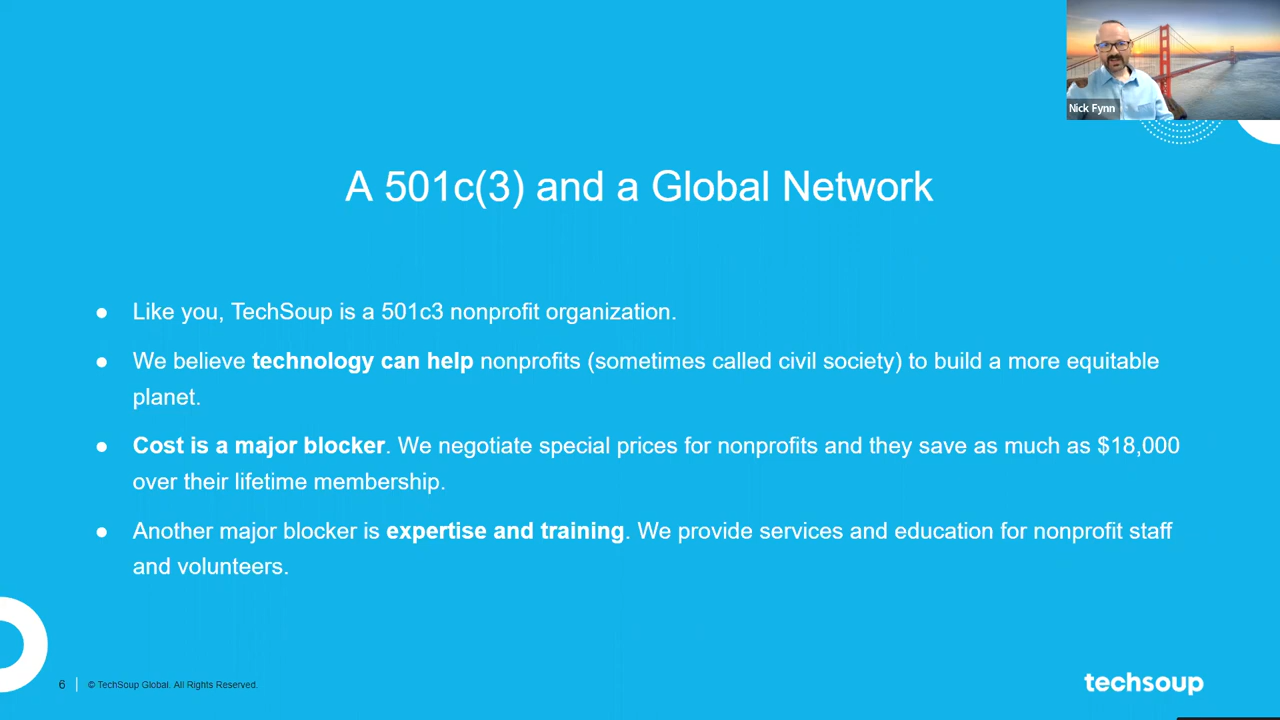 Nick Fynn
A 501c(3) and a Global Network
● Like you, TechSoup is a 501c3 nonprofit organization.
● We believe technology can help nonprofits (sometimes called civil society) to build a more equitable
planet.
● Cost is a major blocker. We negotiate special prices for nonprofits and they save as much as $18,000
over their lifetime membership.
● Another major blocker is expertise and training. We provide services and education for nonprofit staff
and volunteers.
6 | © TechSoup Global. All Rights Reserved.
techsoup